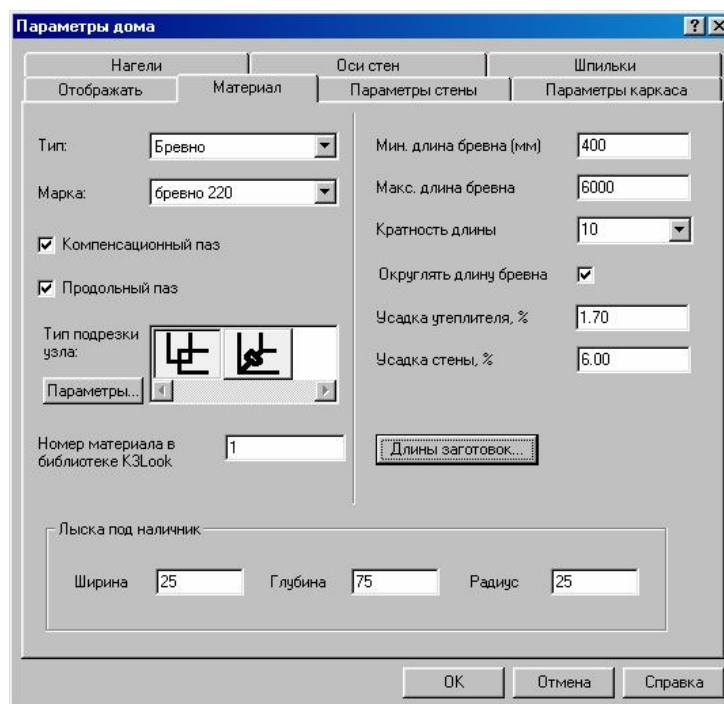 Параметры дома
Нагели
Оси стен
Шпильки
Отображать
Материал
Параметры стены
Параметры каркаса
Тип:
Бревно
Марка:
бревно 220
Компенсационный паз
Продольный паз
Тип подрезки
узла:
Параметры...
Номер материала в
библиотеке K3Look
1
Мин. длина бревна (мм)
400
Макс. длина бревна
6000
Кратность длины
10
Округлять длину бревна
Усадка утеплителя, %
1.70
Усадка стены, %
6.00
Длины заготовок...
Лыска под наличник
Ширина
25
Глубина
75
Радиус
25
OK
Отмена
Справка